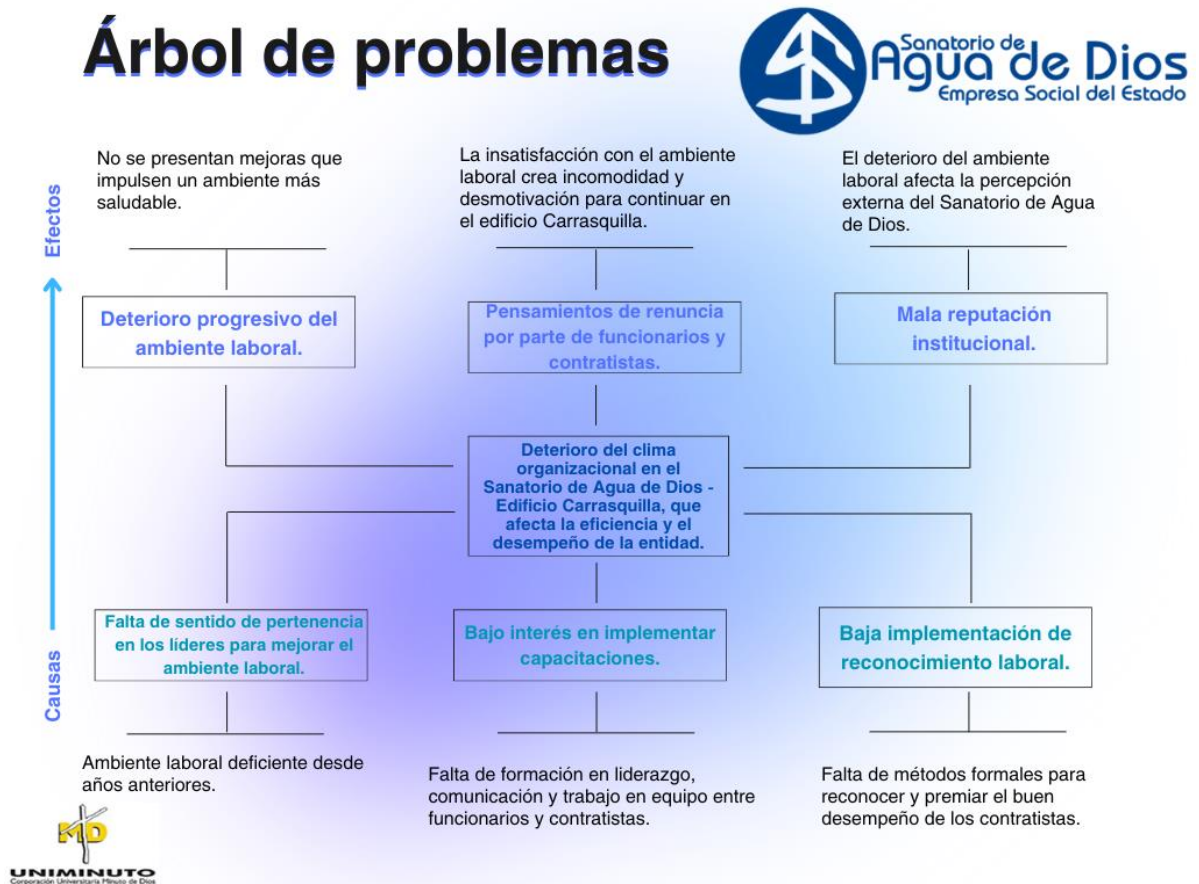 Árbol de problemas
Sanatorio de
Agua de Dios
Empresa Social del Estado
Efectos
No se presentan mejoras que
impulsen un ambiente más
saludable.
La insatisfacción con el ambiente
laboral crea incomodidad y
desmotivación para continuar en
el edificio Carrasquilla.
El deterioro del ambiente
laboral afecta la percepción
externa del Sanatorio de Agua
de Dios.
Deterioro progresivo del
ambiente laboral.
Pensamientos de renuncia
por parte de funcionarios y
contratistas.
Mala reputación
institucional.
Deterioro del clima
organizacional en el
Sanatorio de Agua de Dios -
Edificio Carrasquilla, que
afecta la eficiencia y el
desempeño de la entidad.
Causas
Falta de sentido de pertenencia
en los líderes para mejorar el
ambiente laboral.
Bajo interés en implementar
capacitaciones.
Baja implementación de
reconocimiento laboral.
Ambiente laboral deficiente desde
años anteriores.
Falta de formación en liderazgo,
comunicación y trabajo en equipo entre
funcionarios y contratistas.
Falta de métodos formales para
reconocer y premiar el buen
desempeño de los contratistas.
MD
UNIMINUTO
Corporación Universitaria Minuto de Dios